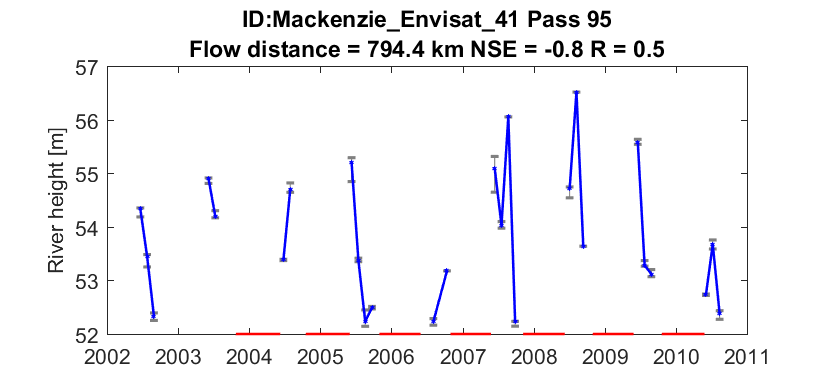 ID:Mackenzie_Envisat_41 Pass 95
Flow distance = 794.4 km NSE = -0.8 R = 0.5
57
56
55
54
53
52
River height [m]
2002 2003 2004 2005 2006 2007 2008 2009 2010 2011